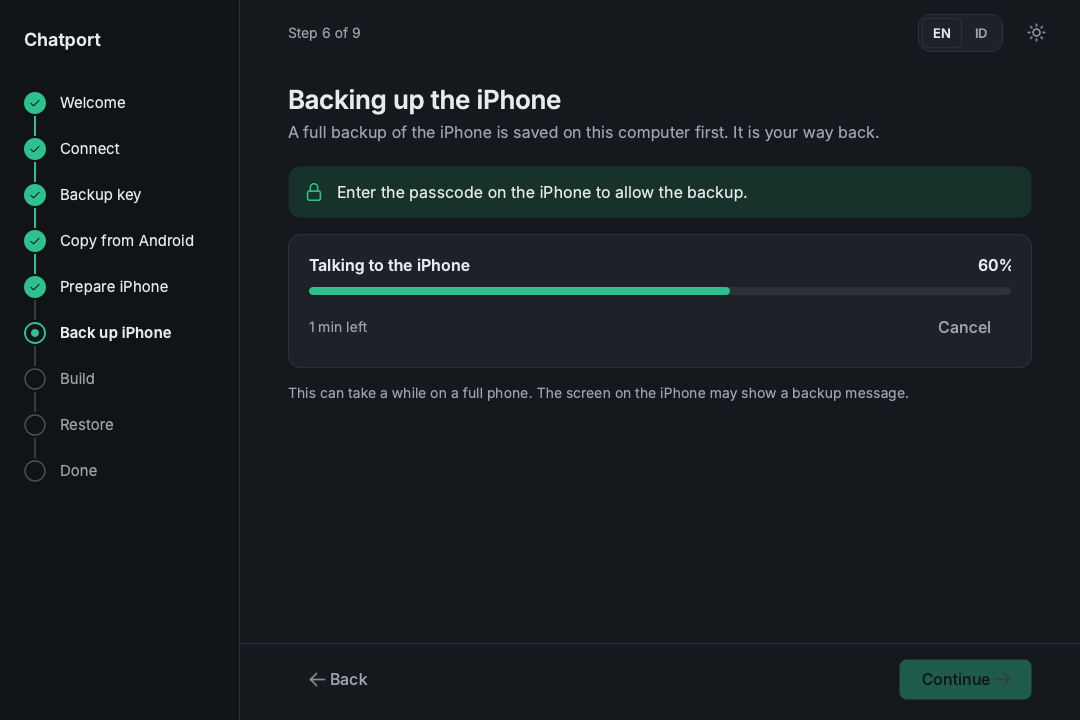 Chatport
Welcome
Connect
Backup key
Copy from Android
Prepare iPhone
Back up iPhone
Build
Restore
Done
Step 6 of 9
EN ID
Backing up the iPhone
A full backup of the iPhone is saved on this computer first. It is your way back.
Enter the passcode on the iPhone to allow the backup.
Talking to the iPhone 60%
1 min left Cancel
This can take a while on a full phone. The screen on the iPhone may show a backup message.
← Back Continue →